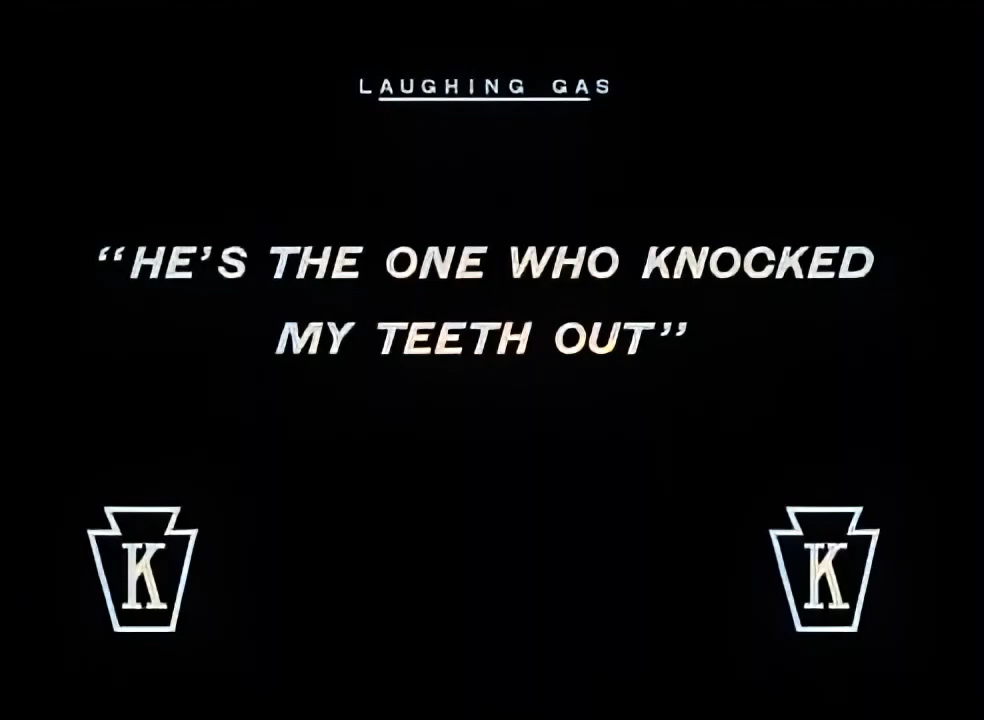 LAUGHING GAS
“HE’S THE ONE WHO KNOCKED
MY TEETH OUT”
K K